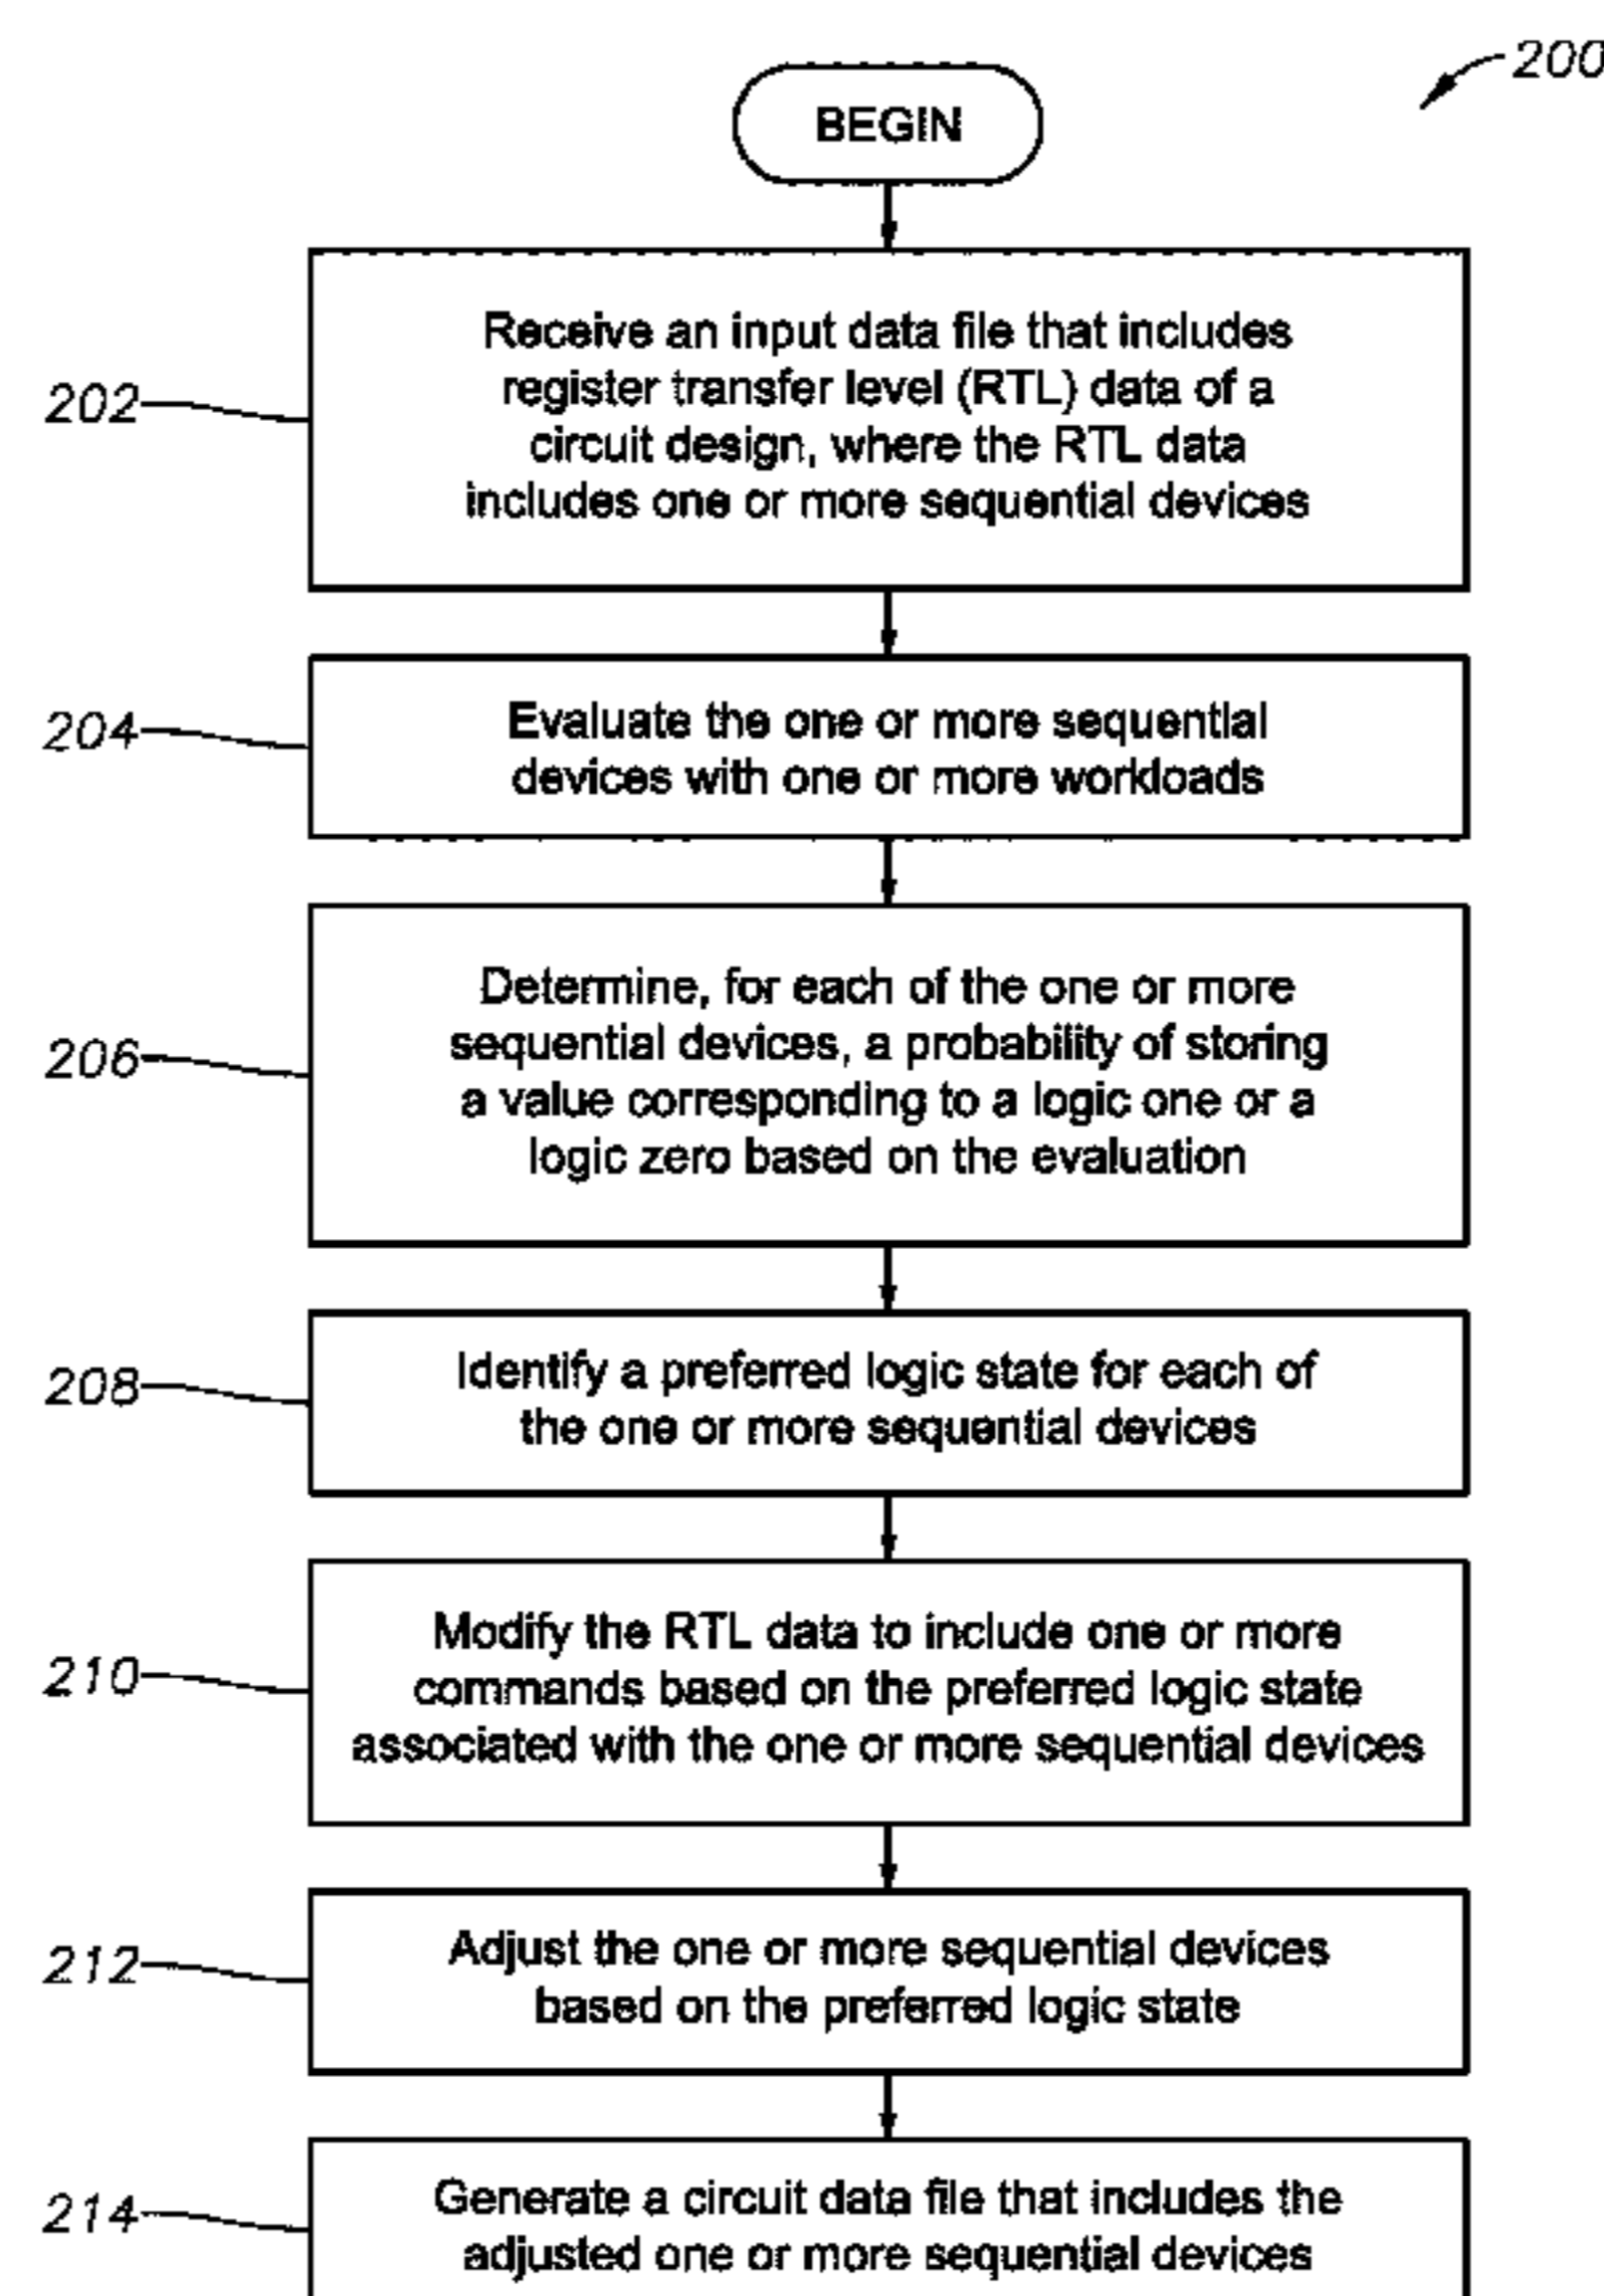 200
BEGIN
202
Receive an input data file that includes
register transfer level (RTL) data of a
circuit design, where the RTL data
includes one or more sequential devices
204
Evaluate the one or more sequential
devices with one or more workloads
206
Determine, for each of the one or more
sequential devices, a probability of storing
a value corresponding to a logic one or a
logic zero based on the evaluation
208
Identify a preferred logic state for each of
the one or more sequential devices
210
Modify the RTL data to include one or more
commands based on the preferred logic state
associated with the one or more sequential devices
212
Adjust the one or more sequential devices
based on the preferred logic state
214
Generate a circuit data file that includes the
adjusted one or more sequential devices